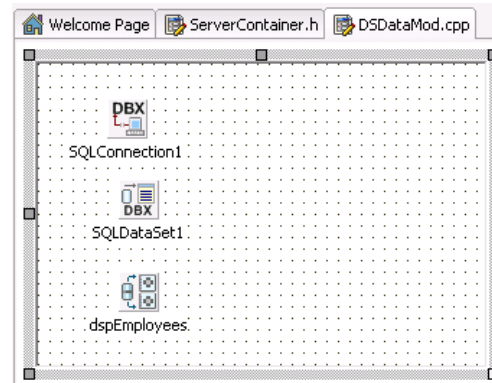 Welcome Page ServerContainer.h DSDataMod.cpp
DBX
SQLConnection1
DBX
SQLDataSet1
dspEmployees